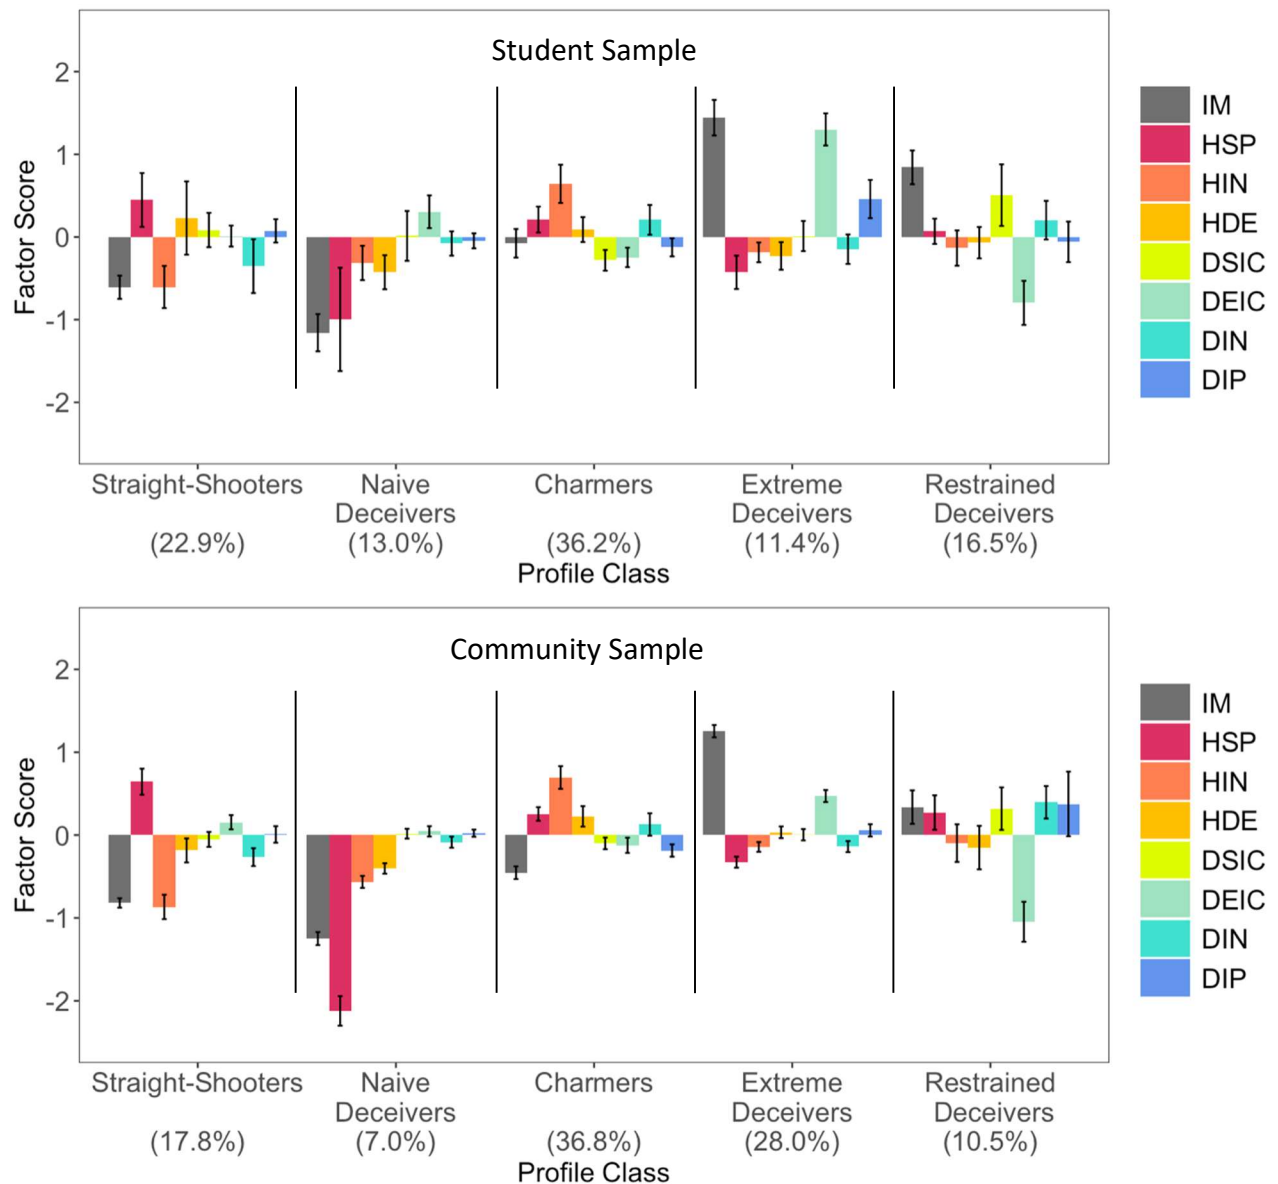 Student Sample
2
1
0
-1
-2
Factor Score
Straight-Shooters
(22.9%)
Naive
Deceivers
(13.0%)
Charmers
(36.2%)
Extreme
Deceivers
(11.4%)
Restrained
Deceivers
(16.5%)
Profile Class
IM
HSP
HIN
HDE
DSIC
DEIC
DIN
DIP
Community Sample
2
1
0
-1
-2
Factor Score
Straight-Shooters
(17.8%)
Naive
Deceivers
(7.0%)
Charmers
(36.8%)
Extreme
Deceivers
(28.0%)
Restrained
Deceivers
(10.5%)
Profile Class
IM
HSP
HIN
HDE
DSIC
DEIC
DIN
DIP